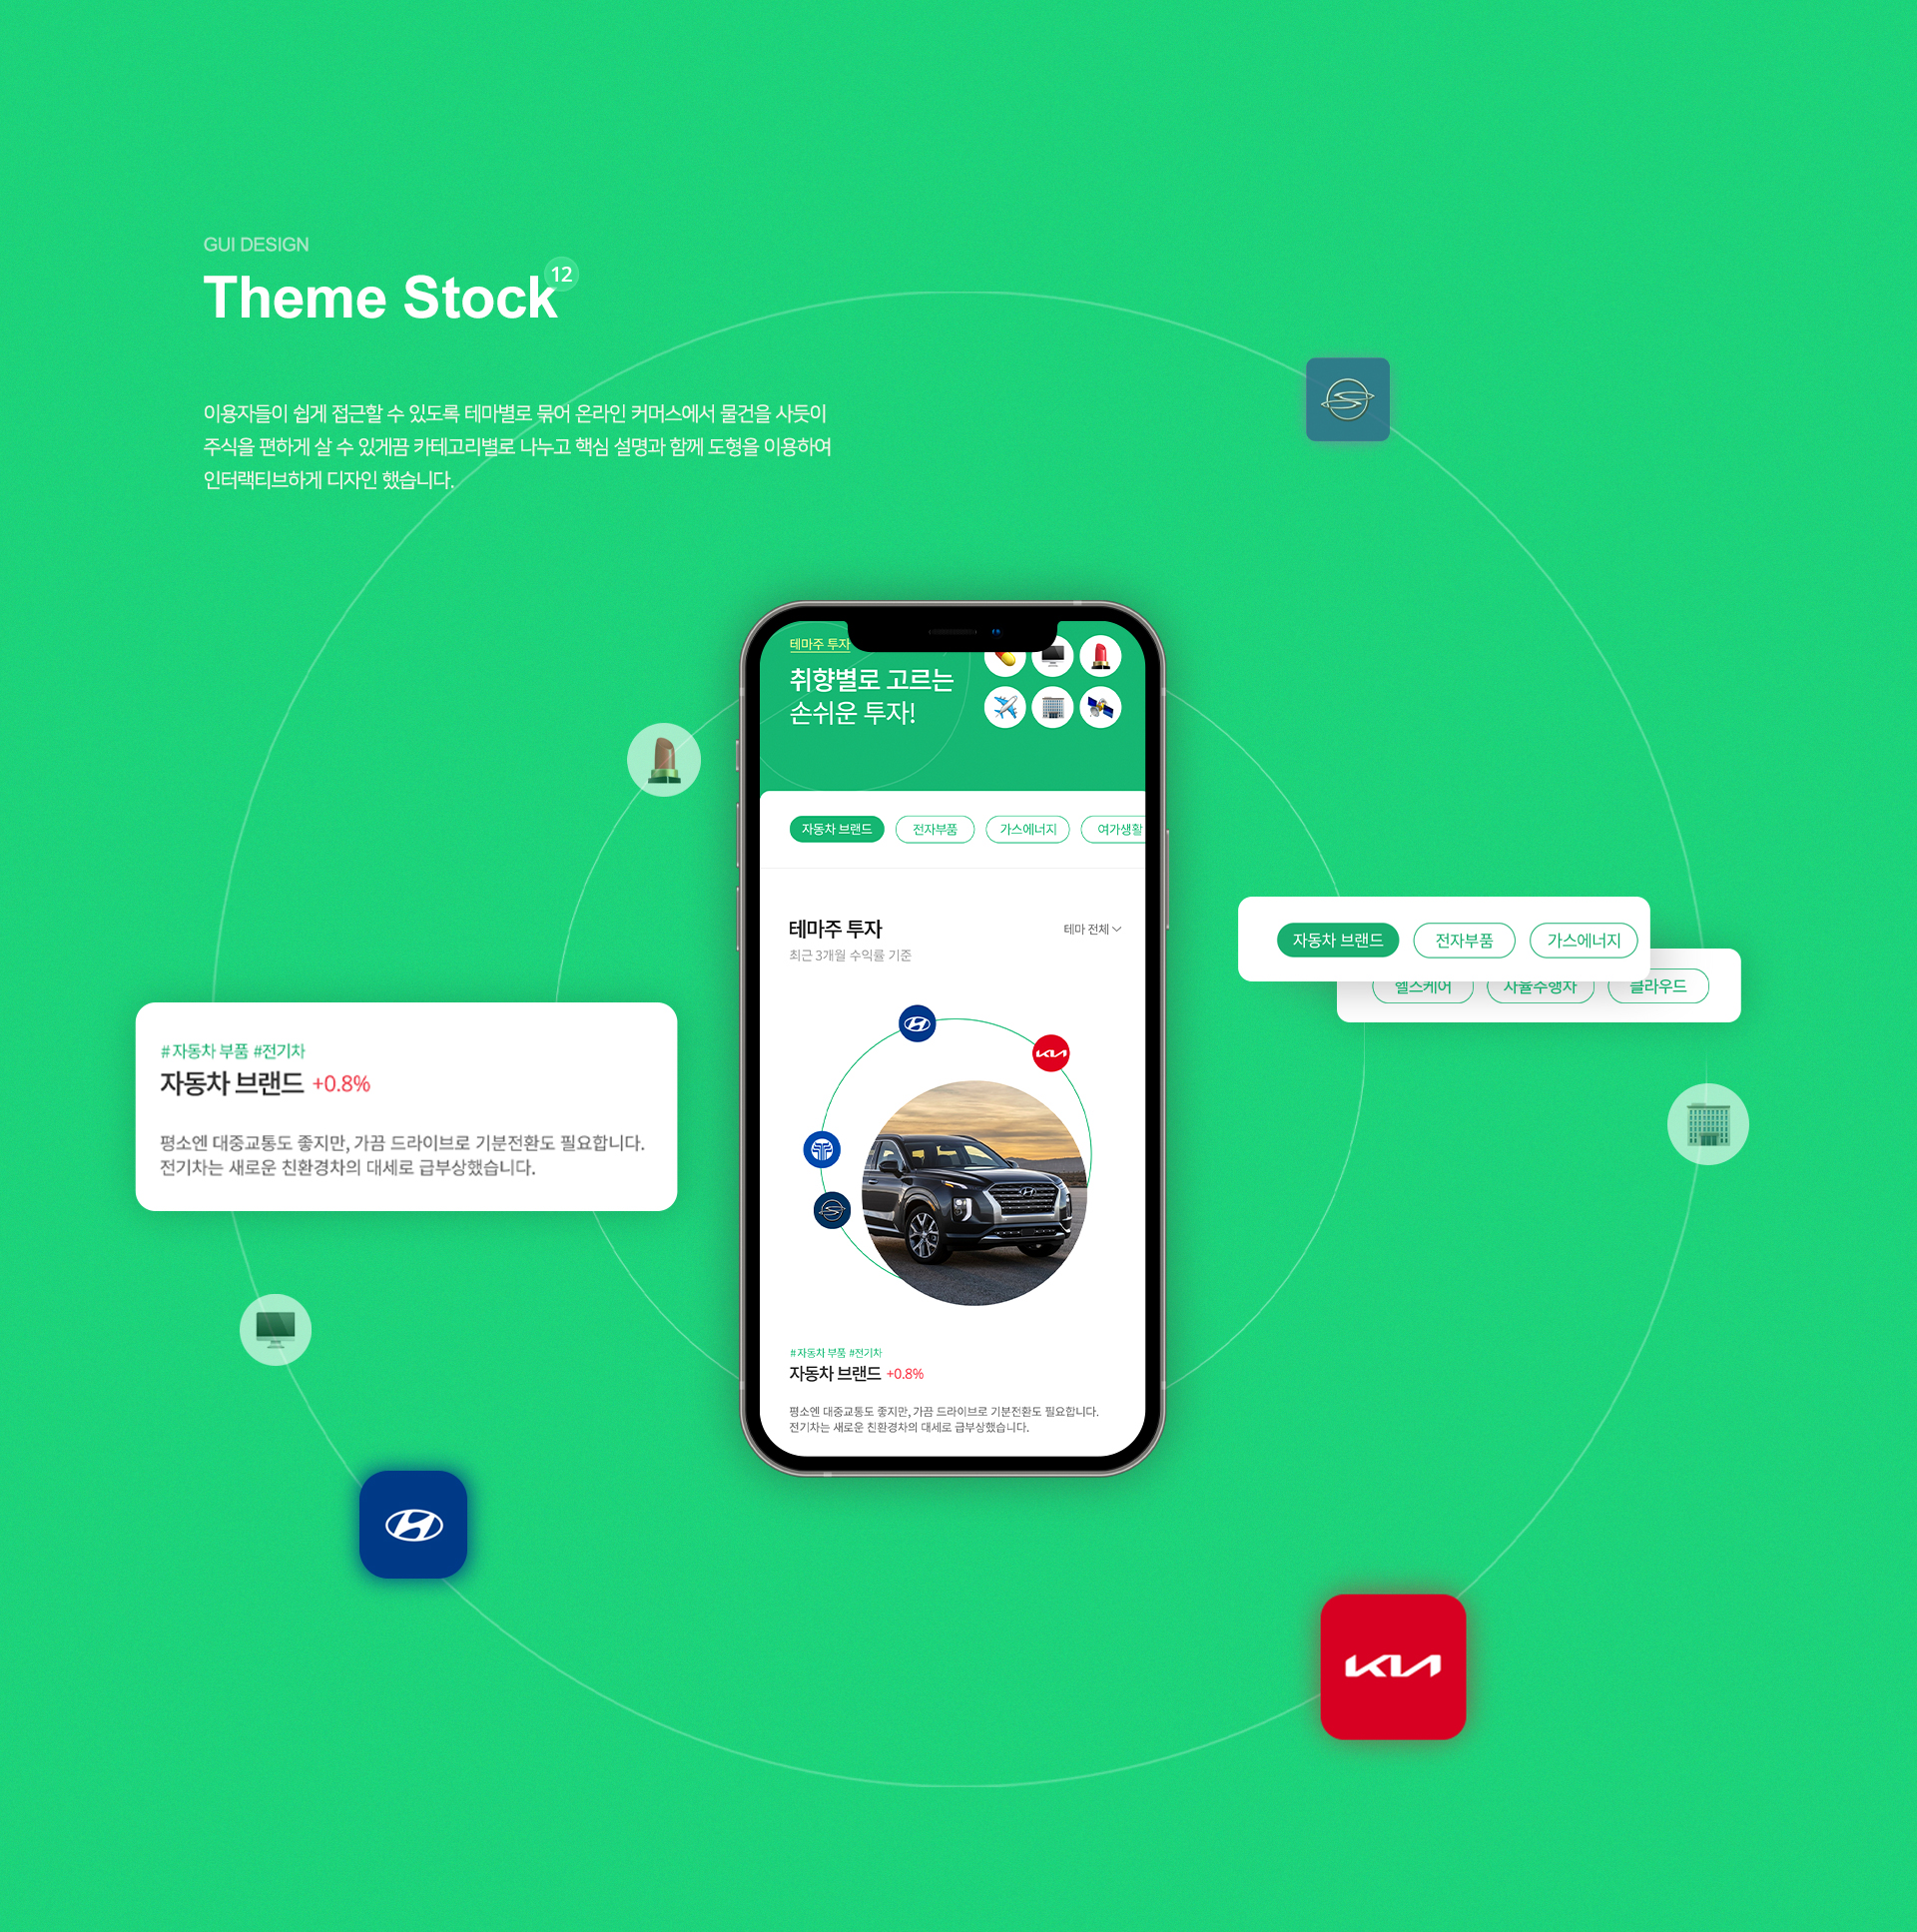 GUI DESIGN
Theme Stock 12
이용자들이 쉽게 접근할 수 있도록 테마별로 묶어 온라인 커머스에서 물건을 사듯이
주식을 편하게 살 수 있게끔 카테고리별로 나누고 핵심 설명과 함께 도형을 이용하여
인터랙티브하게 디자인 했습니다.
테마주 투자
취향별로 고르는
손쉬운 투자!
자동차 브랜드 전자부품 가스에너지 여가생활
테마주 투자 테마 전체
최근 3개월 수익률 기준
KIA
# 자동차 부품 #전기차
자동차 브랜드 +0.8%
평소엔 대중교통도 좋지만, 가끔 드라이브로 기분전환도 필요합니다.
전기차는 새로운 친환경차의 대세로 급부상했습니다.
자동차 브랜드 전자부품 가스에너지
헬스케어 자율주행차 클라우드
# 자동차 부품 #전기차
자동차 브랜드 +0.8%
평소엔 대중교통도 좋지만, 가끔 드라이브로 기분전환도 필요합니다.
전기차는 새로운 친환경차의 대세로 급부상했습니다.
KIA